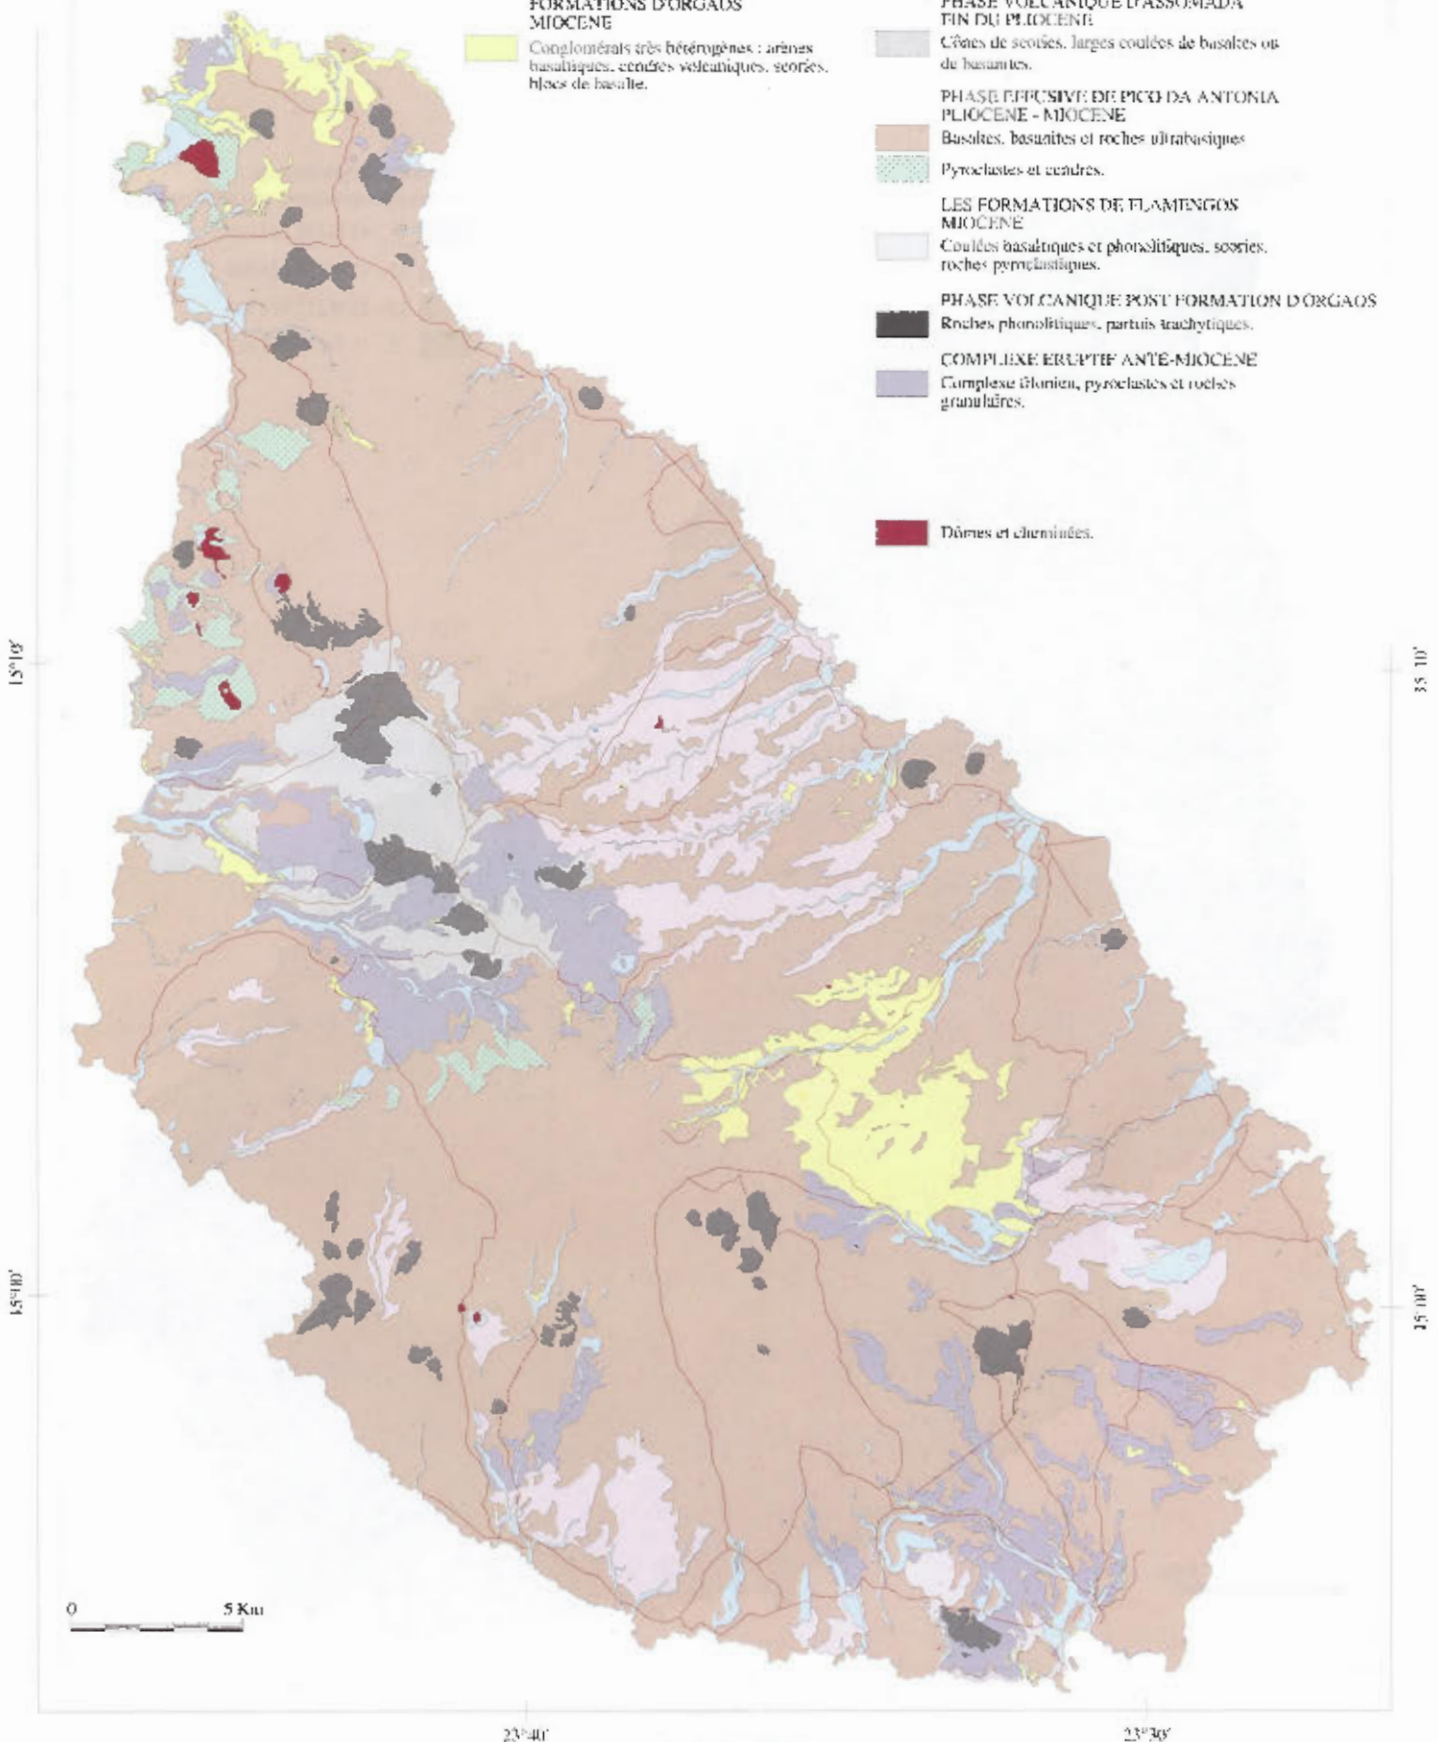 FORMATIONS D'ORGAOS
MIOCENE
Conglomérats très hétérogènes : arènes
basaltiques, cendres volcaniques, scories,
blocs de basalte.
PHASE VOLCANIQUE D'ASSOMADA
FIN DU PLIOCENE
Cônes de scories, larges coulées de basaltes ou
de basanites.
PHASE EFFUSIVE DE PICO DA ANTONIA
PLIOCENE - MIOCENE
Basaltes, basanites et roches ultrabasiques
Pyroclastes et cendres.
LES FORMATIONS DE FLAMENGOS
MIOCENE
Coulées basaltiques et phonolitiques, scories,
roches pyroclastiques.
PHASE VOLCANIQUE POST FORMATION D'ORGAOS
Roches phonolitiques, parfois trachytiques.
COMPLEXE ERUPTIF ANTE-MIOCENE
Complexe filonien, pyroclastes et roches
granulaires.
Dômes et cheminées.
15°10'
15°10'
15°00'
15°00'
0 5 Km
23°40'
23°30'